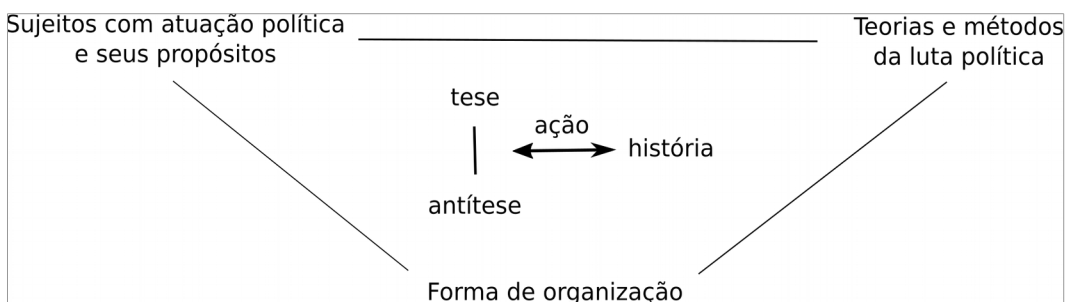 Sujeitos com atuação política
e seus propósitos
Teorias e métodos
da luta política
tese
ação
história
antítese
Forma de organização